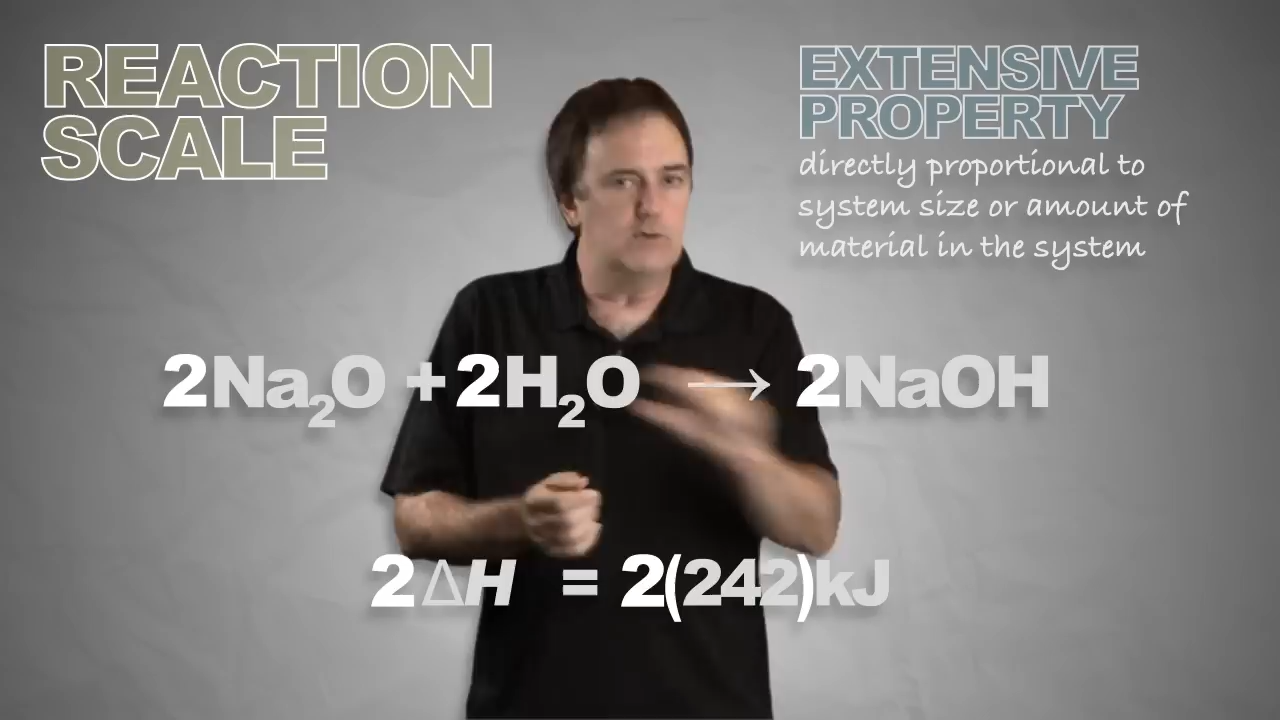 REACTION
SCALE
EXTENSIVE
PROPERTY
directly proportional to
system size or amount of
material in the system
2Na₂O + 2H₂O → 2NaOH
2ΔH = 2(242)kJ